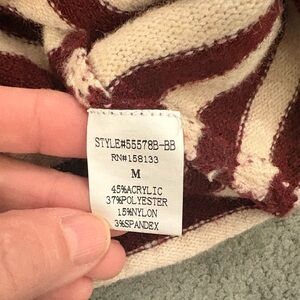 STYLE#55578B-BB
RN#158133
M
45%ACRYLIC
37%POLYESTER
15%NYLON
3%SPANDEX